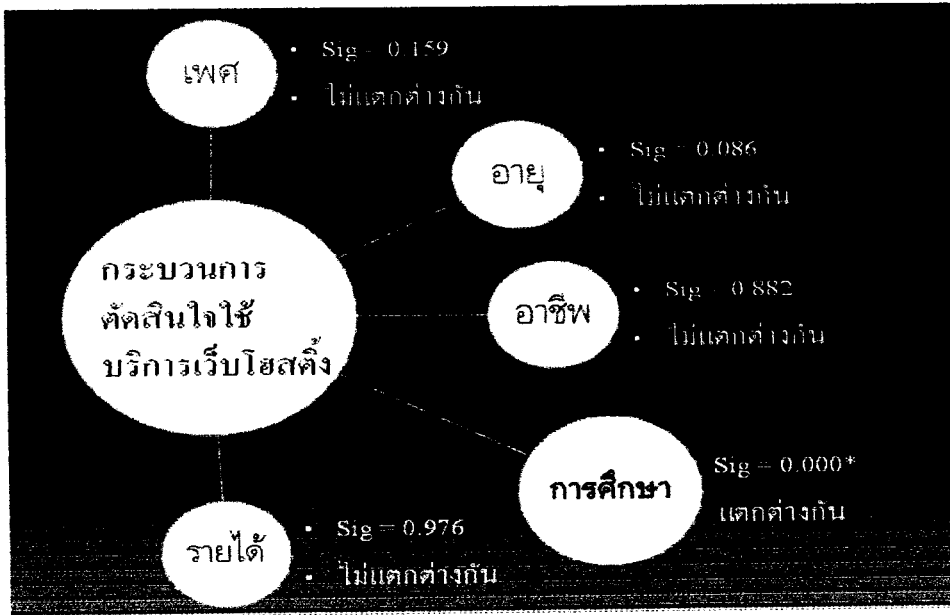 เพศ
• Sig = 0.159
• ไม่แตกต่างกัน
อายุ
• Sig = 0.086
• ไม่แตกต่างกัน
กระบวนการ
ตัดสินใจใช้
บริการเว็บโฮสติ้ง
อาชีพ
• Sig = 0.882
• ไม่แตกต่างกัน
การศึกษา
Sig = 0.000*
แตกต่างกัน
รายได้
• Sig = 0.976
• ไม่แตกต่างกัน